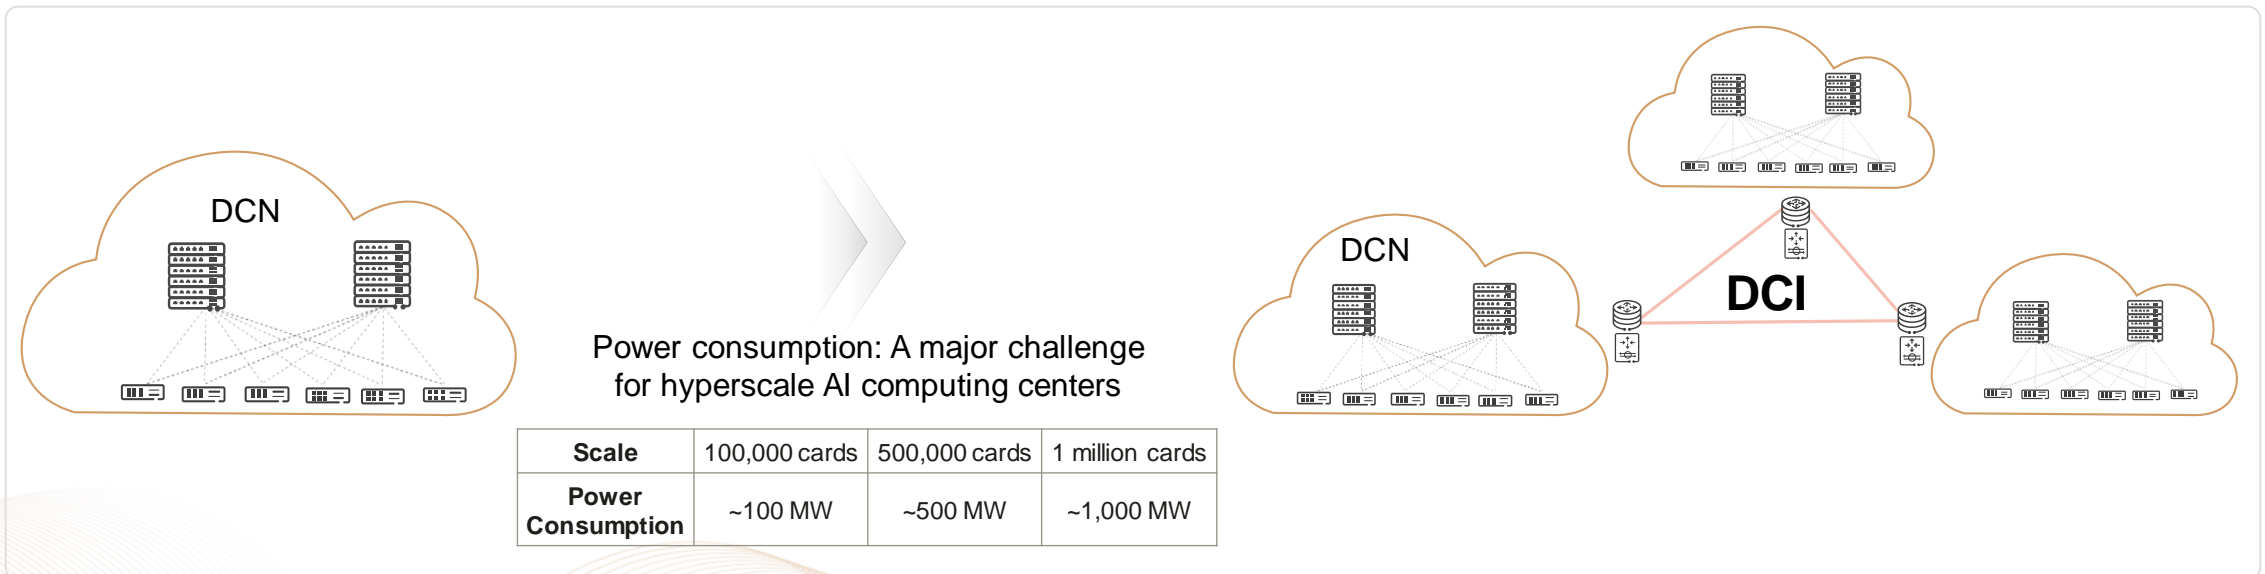 DCN
Power consumption: A major challenge
for hyperscale AI computing centers
Scale 100,000 cards 500,000 cards 1 million cards
Power
Consumption ~100 MW ~500 MW ~1,000 MW
DCN
DCI